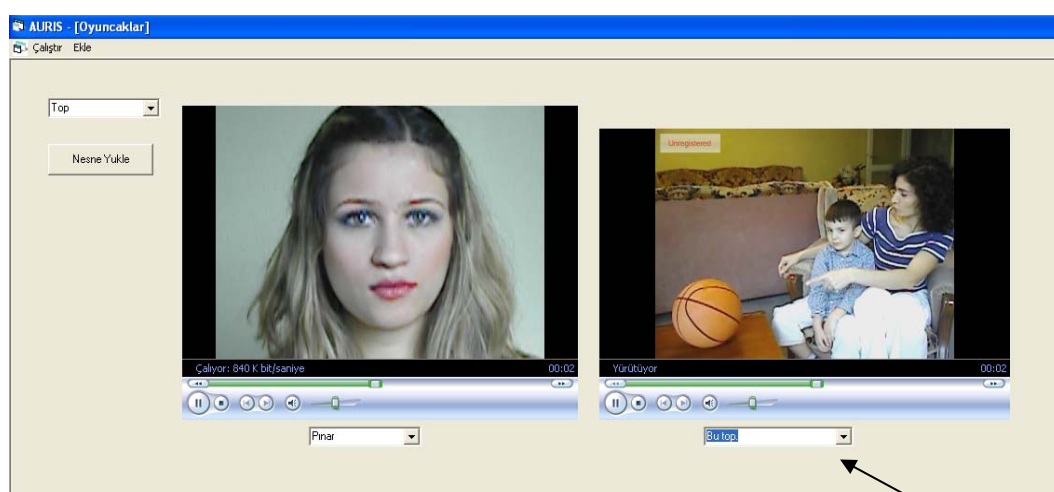 AURIS - [Oyuncaklar]
Çalıştır Ekle
Top
Nesne Yukle
Unregistered
Çalıyor: 840 K bit/saniye 00:02
Yürütüyor 00:02
Pınar
Bu top.